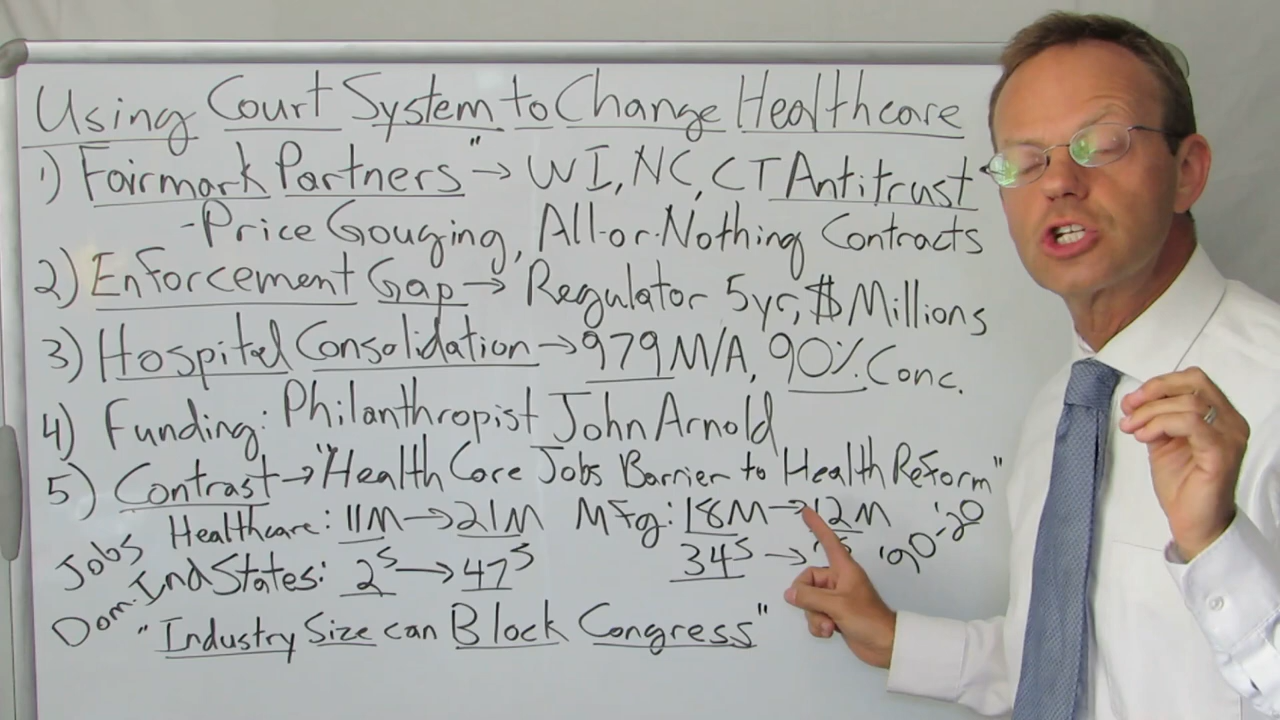 Using Court System to Change Healthcare
1) Fairmark Partners" → WI, NC, CT Antitrust
-Price Gouging, All-or-Nothing Contracts
2) Enforcement Gap → Regulator 5yr, $Millions
3) Hospital Consolidation → 979 M/A, 90% Conc.
4) Funding: Philanthropist John Arnold
5) Contrast → "Health Care Jobs Barrier to Health Reform"
Jobs Healthcare: 11M → 21M Mfg: 18M → 12M '90-'20
Dom. Ind States: 2s → 47s 34s →
"Industry Size can Block Congress"